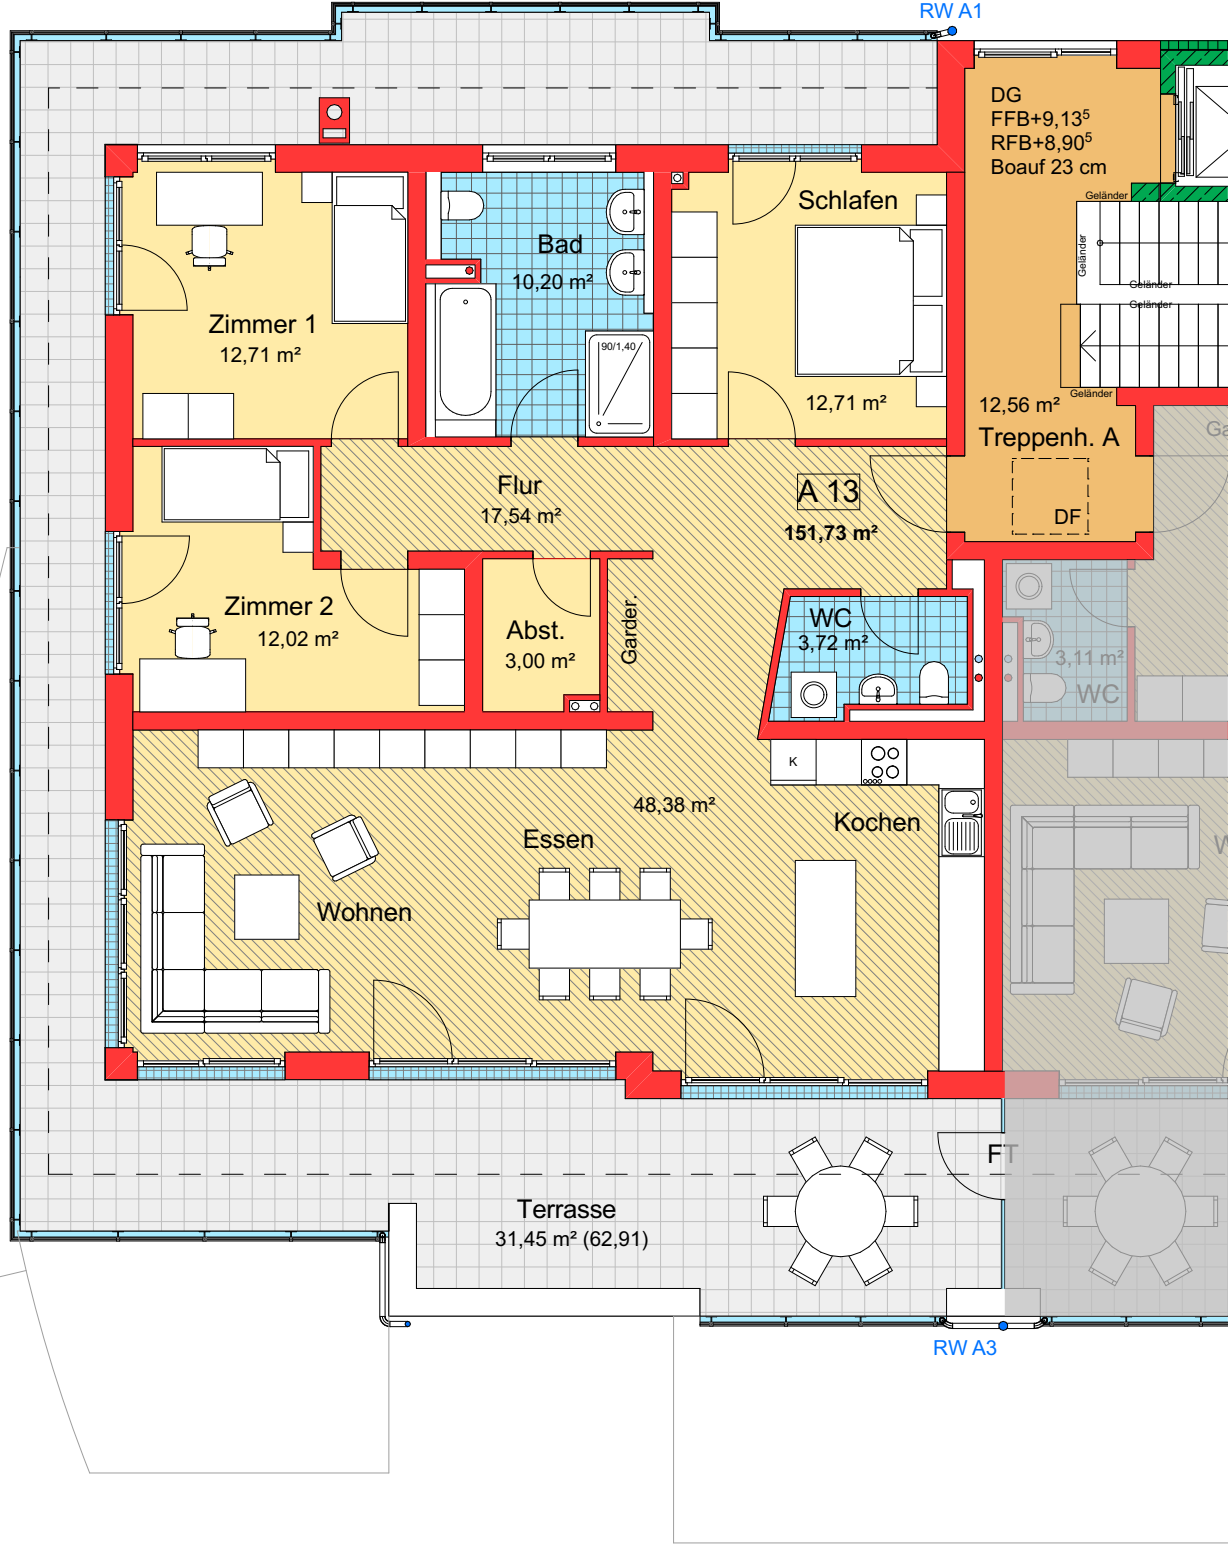 RW A1
DG
FFB+9,13⁵
RFB+8,90⁵
Boauf 23 cm
Geländer
Geländer
Geländer
Geländer
Geländer
Schlafen
12,71 m²
Bad
10,20 m²
90/1,40
Zimmer 1
12,71 m²
12,56 m²
Treppenh. A
DF
Flur
17,54 m²
A 13
151,73 m²
Zimmer 2
12,02 m²
Abst.
3,00 m²
Garder.
WC
3,72 m²
3,11 m²
WC
K
48,38 m²
Essen
Kochen
Wohnen
FT
Terrasse
31,45 m² (62,91)
RW A3